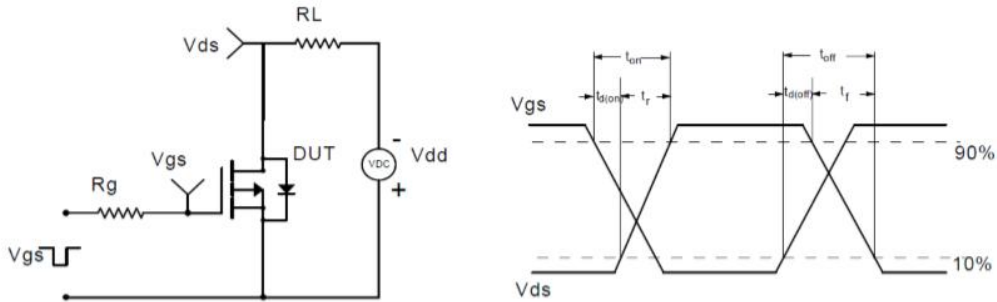 RL
Vds
-
Vdd
+
VDC
DUT
Vgs
Rg
Vgs
ton
toff
td(on)
tr
td(off)
tf
Vgs
90%
10%
Vds